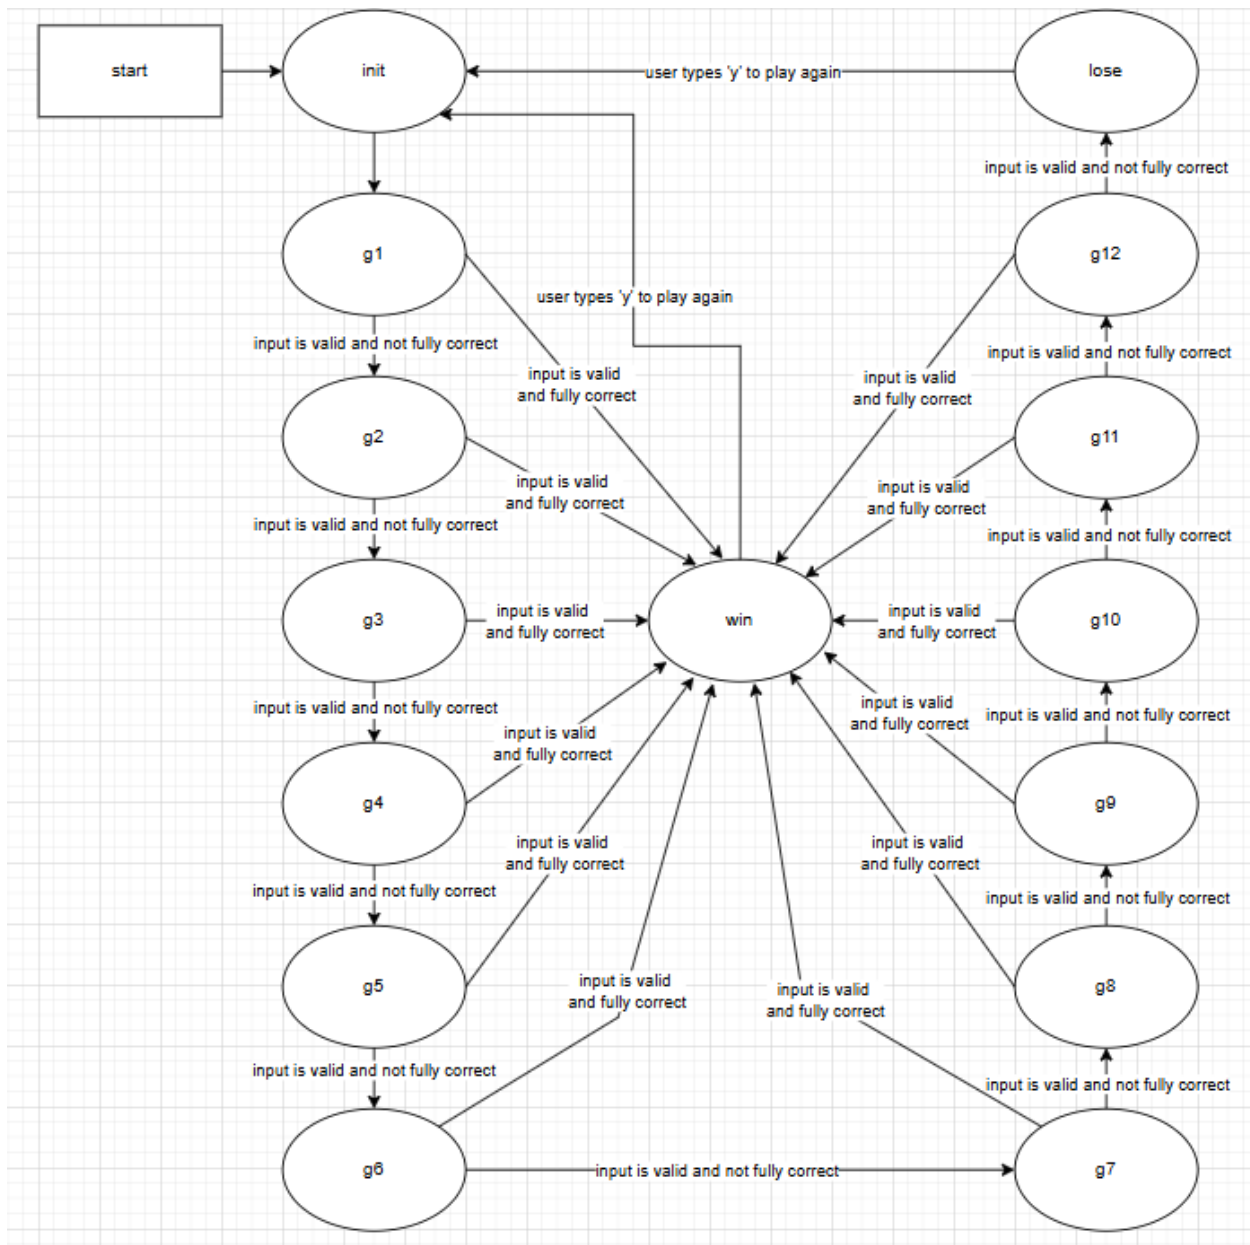 start
init
user types 'y' to play again
lose
input is valid and not fully correct
g1
g12
user types 'y' to play again
input is valid and not fully correct
input is valid and not fully correct
input is valid
and fully correct
input is valid
and fully correct
g2
g11
input is valid
and fully correct
input is valid
and fully correct
input is valid and not fully correct
input is valid and not fully correct
g3
input is valid
and fully correct
win
input is valid
and fully correct
g10
input is valid and not fully correct
input is valid
and fully correct
input is valid and not fully correct
input is valid
and fully correct
g4
g9
input is valid
and fully correct
input is valid
and fully correct
input is valid and not fully correct
input is valid and not fully correct
g5
input is valid
and fully correct
input is valid
and fully correct
g8
input is valid and not fully correct
input is valid and not fully correct
g6
input is valid and not fully correct
g7